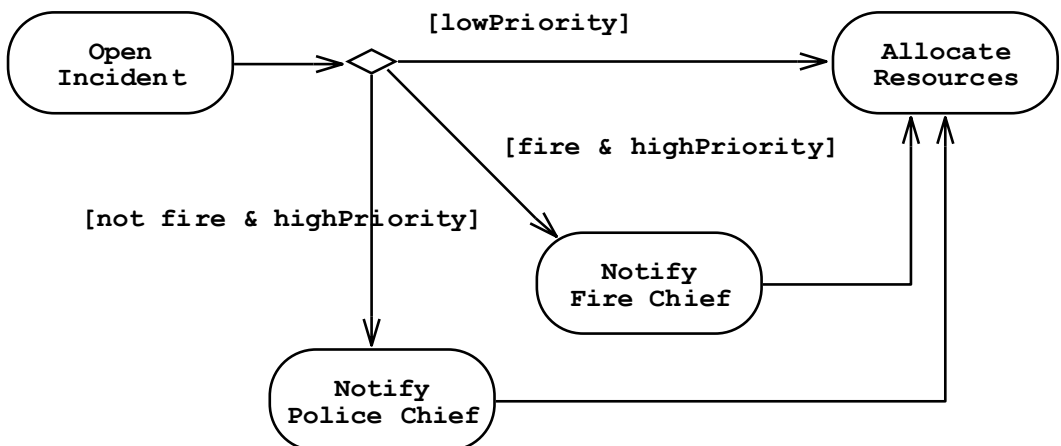 [lowPriority]
Open
Incident
Allocate
Resources
[fire & highPriority]
[not fire & highPriority]
Notify
Fire Chief
Notify
Police Chief